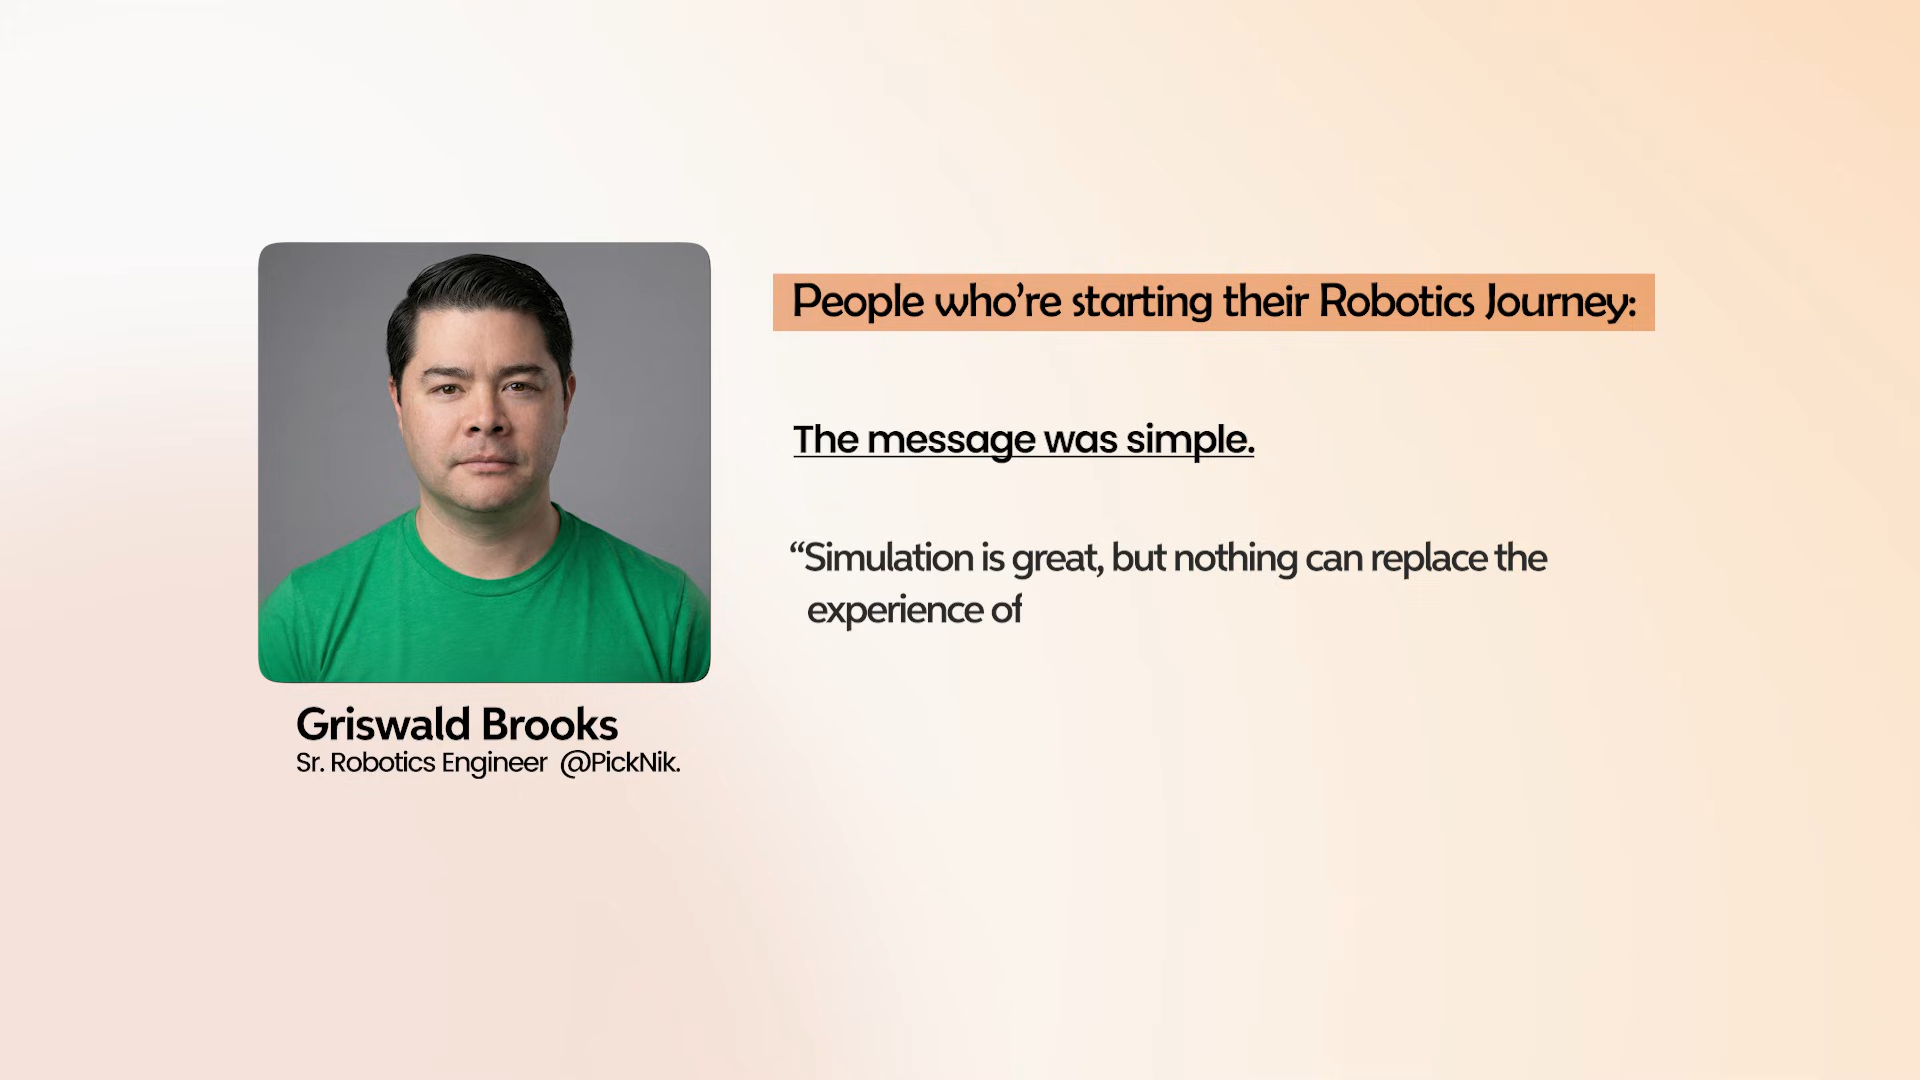 People who’re starting their Robotics Journey:
The message was simple.
“Simulation is great, but nothing can replace the
experience of
Griswald Brooks
Sr. Robotics Engineer @PickNik.